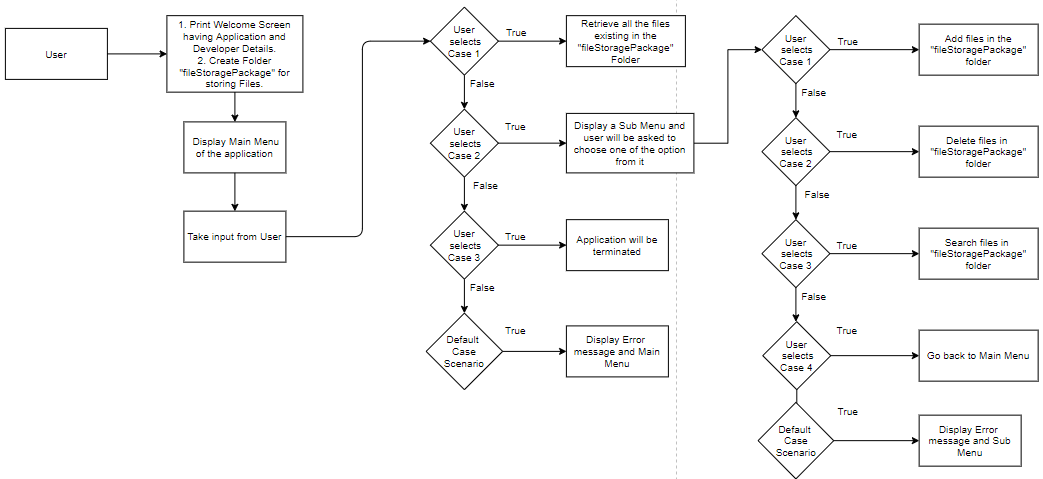 User
1. Print Welcome Screen
having Application and
Developer Details.
2. Create Folder
"fileStoragePackage" for
storing Files.
Display Main Menu
of the application
Take input from User
User
selects
Case 1
True
Retrieve all the files
existing in the
"fileStoragePackage"
Folder
False
User
selects
Case 2
True
Display a Sub Menu and
user will be asked to
choose one of the option
from it
False
User
selects
Case 3
True
Application will be
terminated
False
Default
Case
Scenario
True
Display Error
message and Main
Menu
User
selects
Case 1
True
Add files in the
"fileStoragePackage"
folder
False
User
selects
Case 2
True
Delete files in
"fileStoragePackage"
folder
False
User
selects
Case 3
True
Search files in
"fileStoragePackage"
folder
False
User
selects
Case 4
True
Go back to Main Menu
Default
Case
Scenario
True
Display Error
message and Sub
Menu